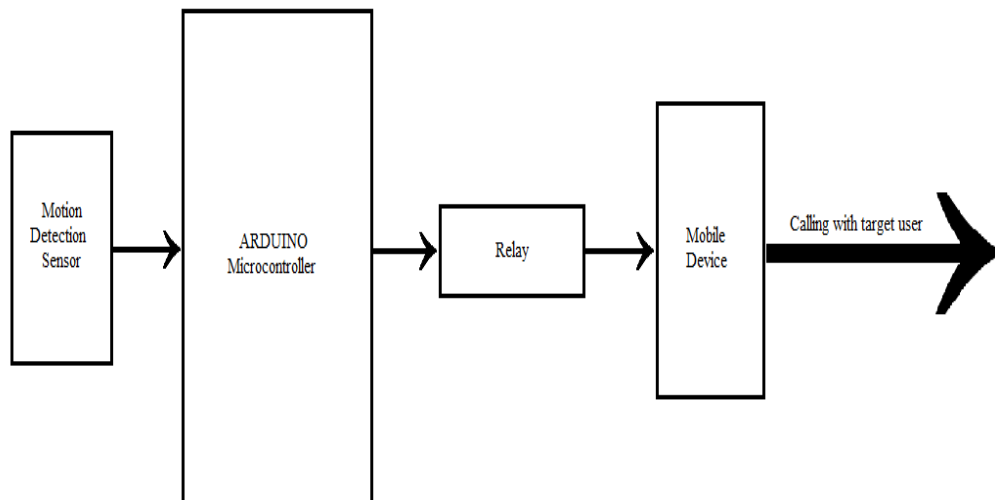 Motion
Detection
Sensor
ARDUINO
Microcontroller
Relay
Mobile
Device
Calling with target user